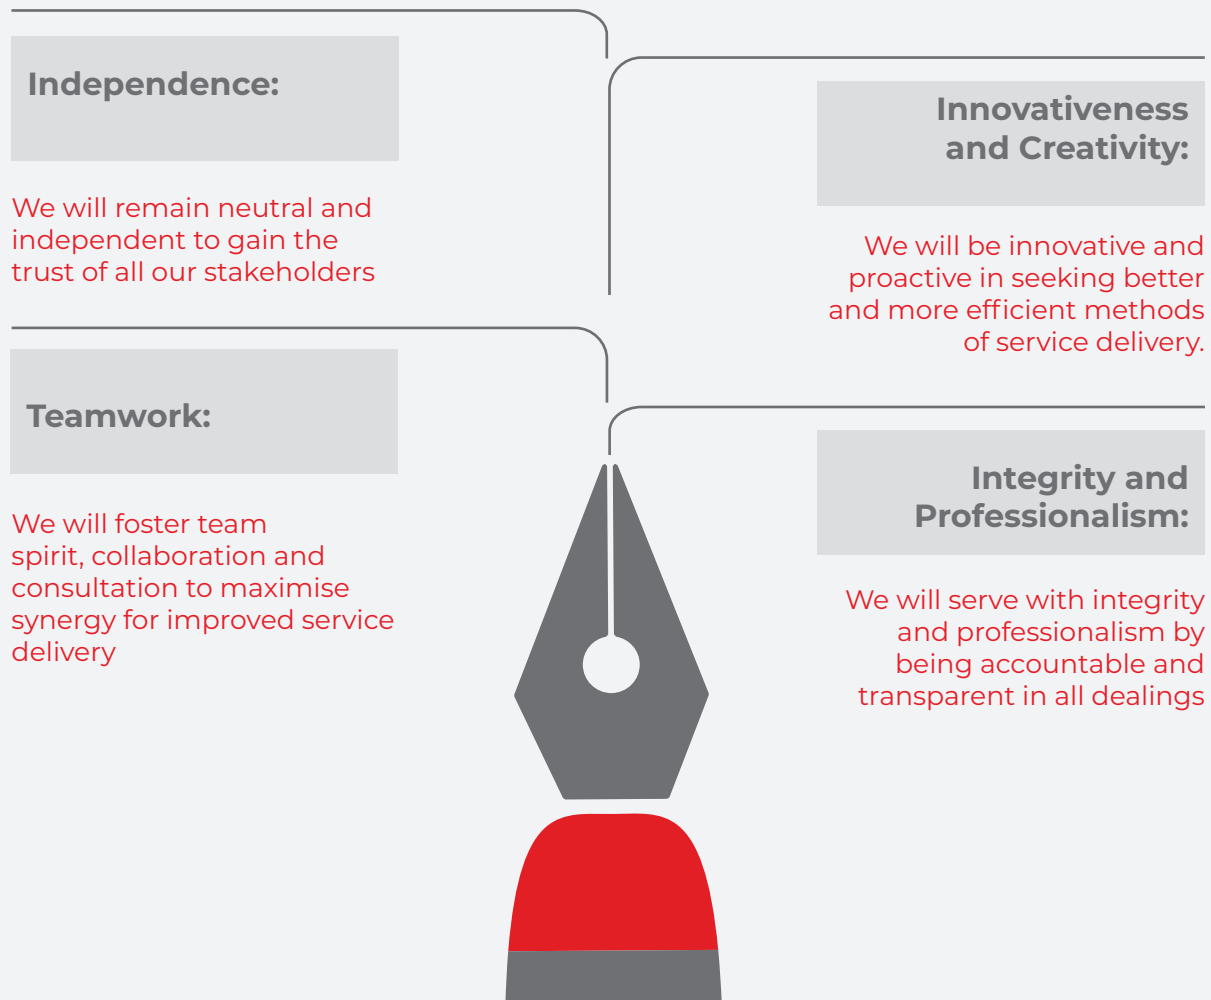 Independence:
We will remain neutral and
independent to gain the
trust of all our stakeholders
Innovativeness
and Creativity:
We will be innovative and
proactive in seeking better
and more efficient methods
of service delivery.
Teamwork:
We will foster team
spirit, collaboration and
consultation to maximise
synergy for improved service
delivery
Integrity and
Professionalism:
We will serve with integrity
and professionalism by
being accountable and
transparent in all dealings